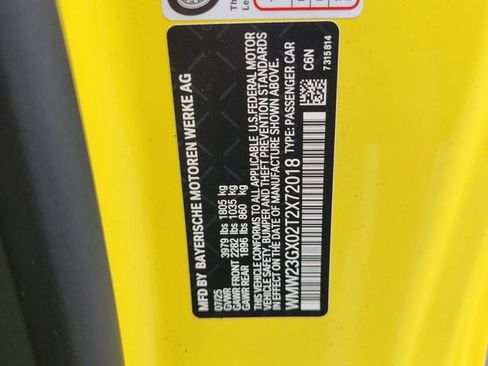 MFD BY BAYERISCHE MOTOREN WERKE AG
07/25
GVWR 3979 lbs 1805 kg
GAWR FRONT 2282 lbs 1035 kg
GAWR REAR 1896 lbs 860 kg
THIS VEHICLE CONFORMS TO ALL APPLICABLE U.S.FEDERAL MOTOR
VEHICLE SAFETY, BUMPER, AND THEFT PREVENTION STANDARDS
IN EFFECT ON THE DATE OF MANUFACTURE SHOWN ABOVE.
WMW23GX02T2X72018 TYPE: PASSENGER CAR
C6N
7315814